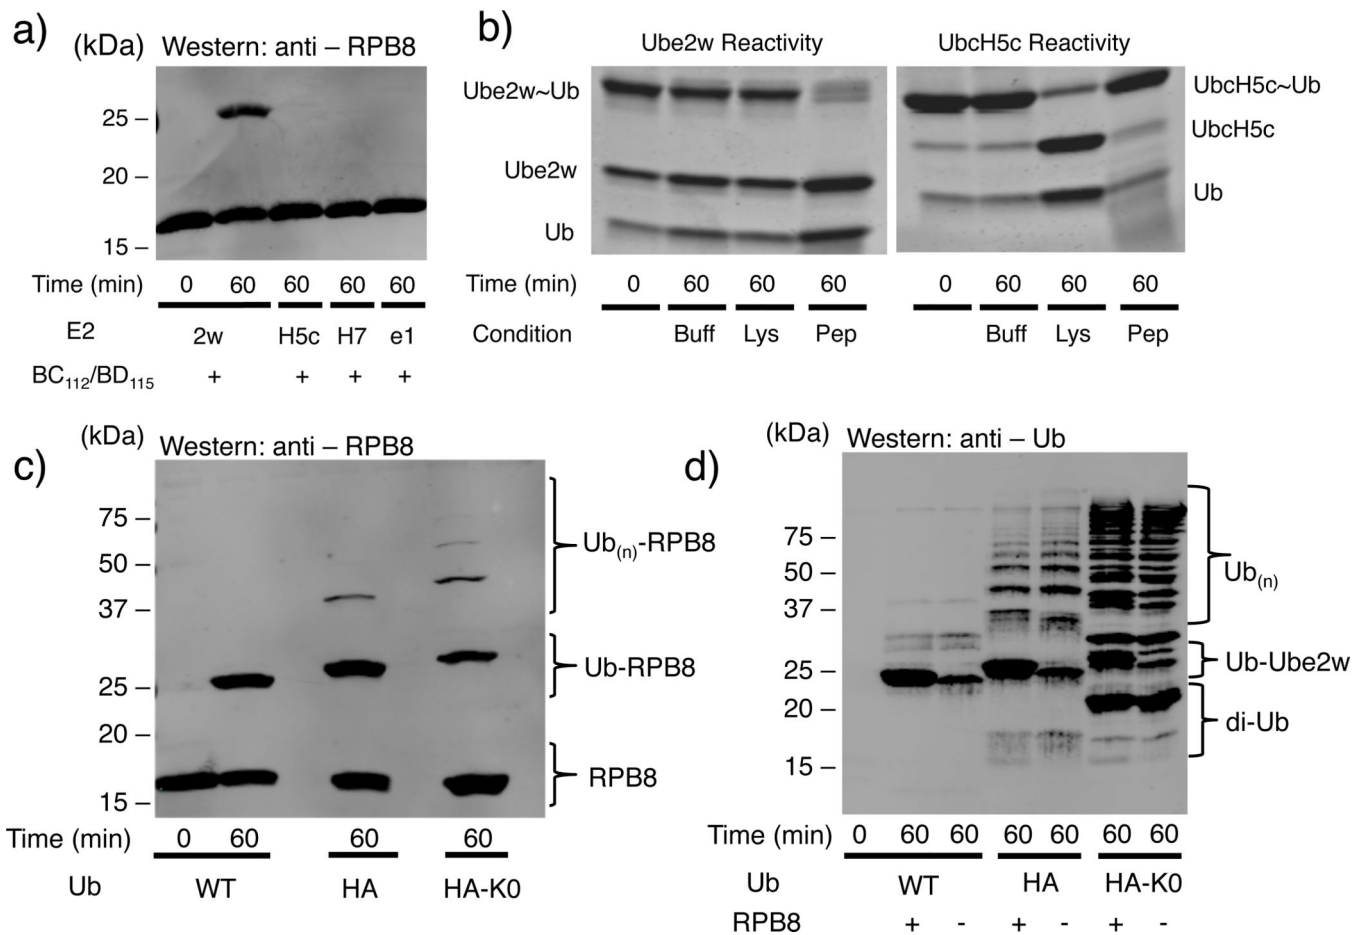 a) (kDa) Western: anti – RPB8
25 –
20 –
15 –
Time (min) 0 60 60 60 60
E2 2w H5c H7 e1
BC112/BD115 + + + +
b) Ube2w Reactivity UbcH5c Reactivity
Ube2w~Ub
Ube2w
Ub
UbcH5c~Ub
UbcH5c
Ub
Time (min) 0 60 60 60 0 60 60 60
Condition Buff Lys Pep Buff Lys Pep
c) (kDa) Western: anti – RPB8
75 –
50 –
37 –
25 –
20 –
15 –
Ub(n)-RPB8
Ub-RPB8
RPB8
Time (min) 0 60 60 60
Ub WT HA HA-K0
d) (kDa) Western: anti – Ub
75 –
50 –
37 –
25 –
20 –
15 –
Ub(n)
Ub-Ube2w
di-Ub
Time (min) 0 60 60 60 60 60 60
Ub WT HA HA-K0
RPB8 + - + - + -